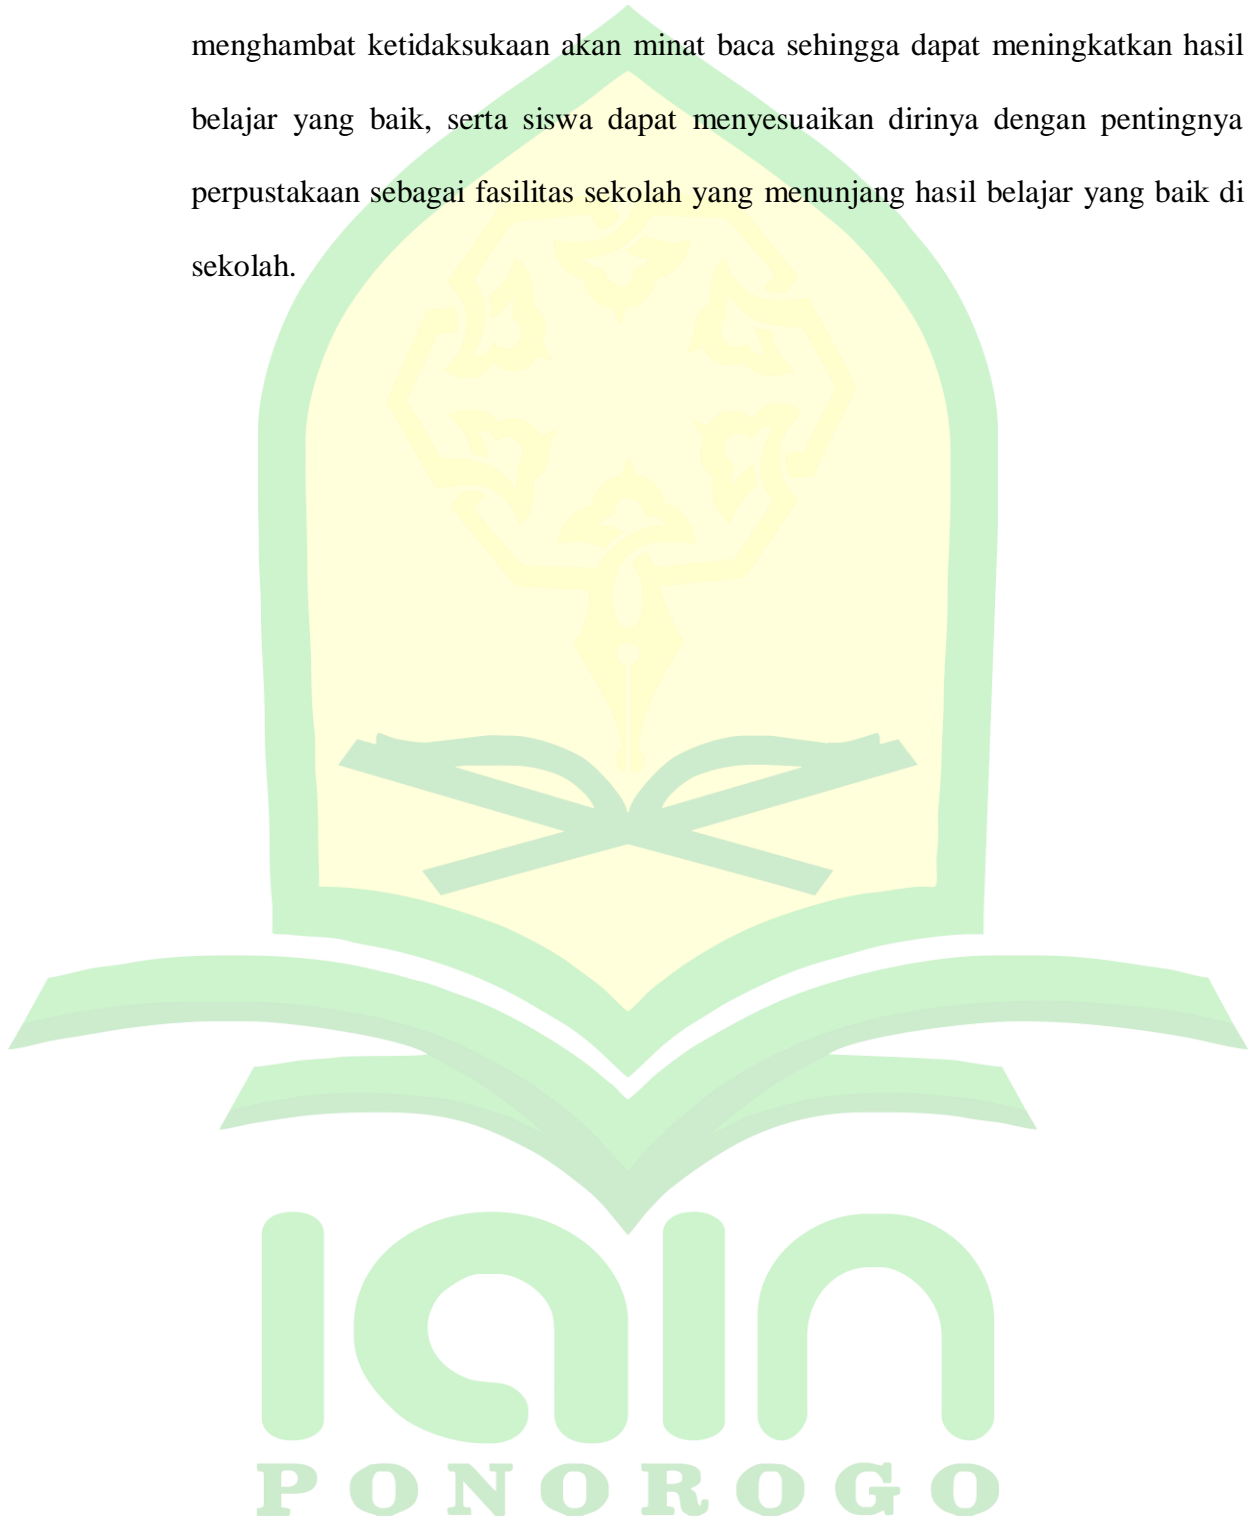 menghambat ketidaksukaan akan minat baca sehingga dapat meningkatkan hasil
belajar yang baik, serta siswa dapat menyesuaikan dirinya dengan pentingnya
perpustakaan sebagai fasilitas sekolah yang menunjang hasil belajar yang baik di
sekolah.
iain
PONOROGO